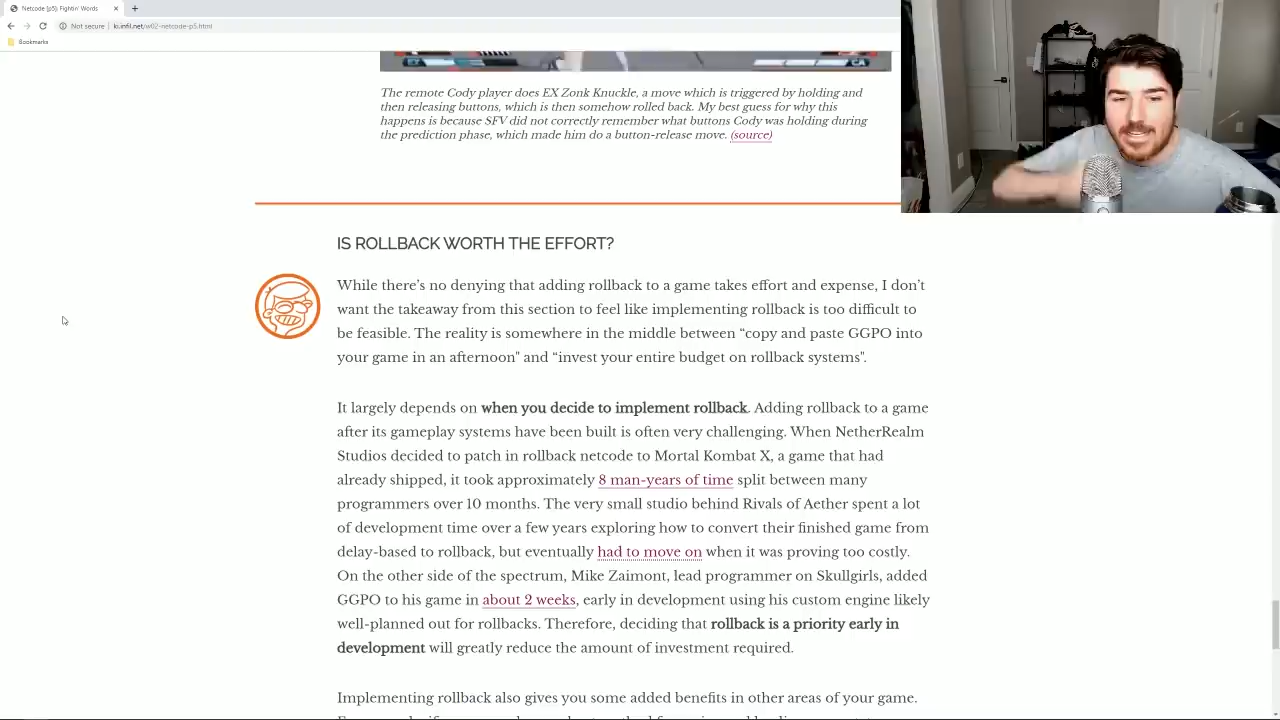 Netcode (p5): Fightin' Words
Not secure | ki.infil.net/w02-netcode-p5.html
Bookmarks
EX
CA
The remote Cody player does EX Zonk Knuckle, a move which is triggered by holding and
then releasing buttons, which is then somehow rolled back. My best guess for why this
happens is because SFV did not correctly remember what buttons Cody was holding during
the prediction phase, which made him do a button-release move. (source)
IS ROLLBACK WORTH THE EFFORT?
While there's no denying that adding rollback to a game takes effort and expense, I don't
want the takeaway from this section to feel like implementing rollback is too difficult to
be feasible. The reality is somewhere in the middle between “copy and paste GGPO into
your game in an afternoon" and “invest your entire budget on rollback systems".
It largely depends on when you decide to implement rollback. Adding rollback to a game
after its gameplay systems have been built is often very challenging. When NetherRealm
Studios decided to patch in rollback netcode to Mortal Kombat X, a game that had
already shipped, it took approximately 8 man-years of time split between many
programmers over 10 months. The very small studio behind Rivals of Aether spent a lot
of development time over a few years exploring how to convert their finished game from
delay-based to rollback, but eventually had to move on when it was proving too costly.
On the other side of the spectrum, Mike Zaimont, lead programmer on Skullgirls, added
GGPO to his game in about 2 weeks, early in development using his custom engine likely
well-planned out for rollbacks. Therefore, deciding that rollback is a priority early in
development will greatly reduce the amount of investment required.
Implementing rollback also gives you some added benefits in other areas of your game.